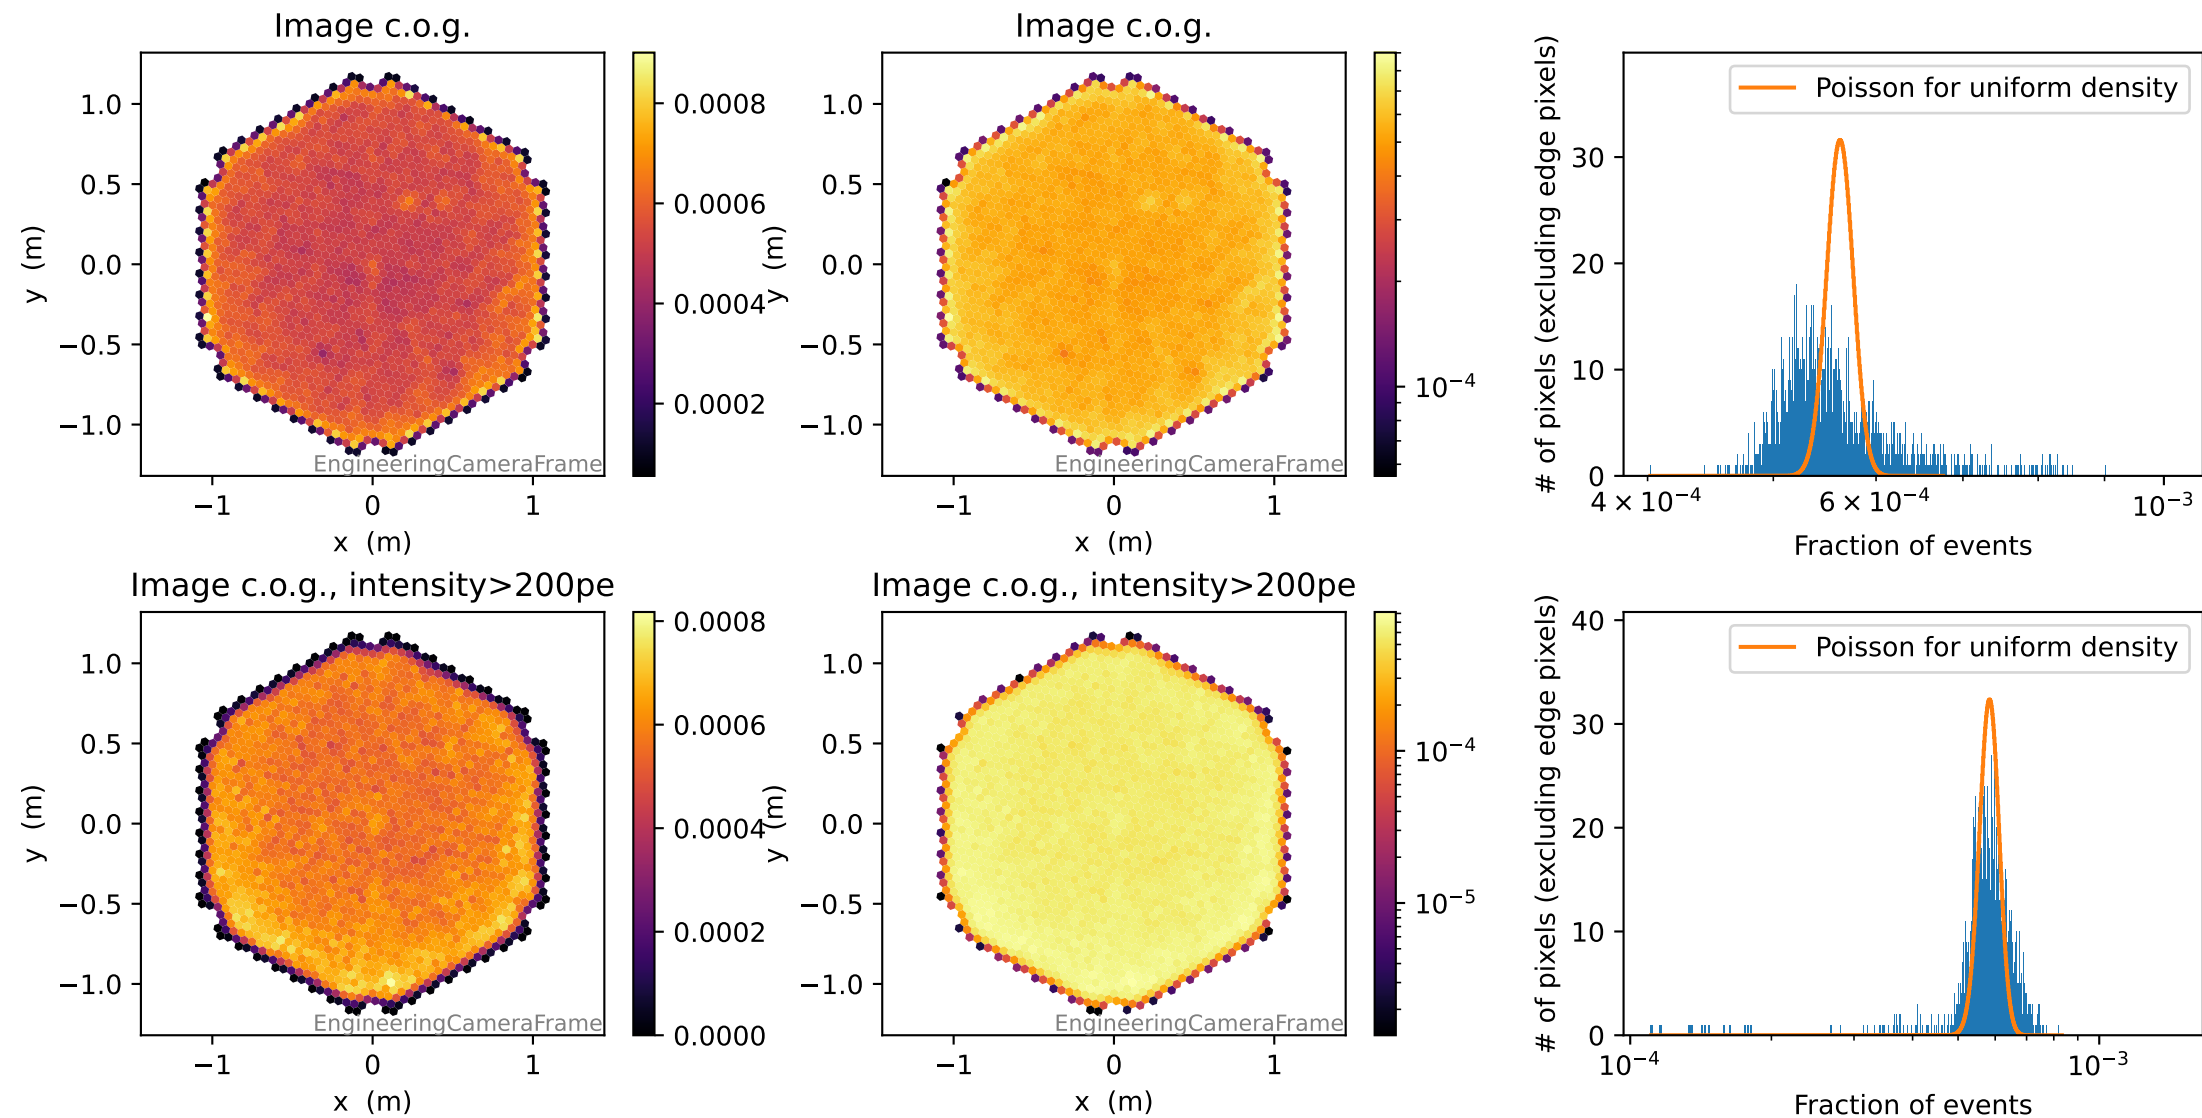 Image c.o.g.
1.0
0.5
0.0
−0.5
−1.0
y (m)
−1
0
1
x (m)
EngineeringCameraFrame
0.0008
0.0006
0.0004
0.0002
Image c.o.g.
1.0
0.5
0.0
−0.5
−1.0
y (m)
−1
0
1
x (m)
EngineeringCameraFrame
10⁻⁴
# of pixels (excluding edge pixels)
30
20
10
0
Poisson for uniform density
4 × 10⁻⁴
6 × 10⁻⁴
10⁻³
Fraction of events
Image c.o.g., intensity>200pe
1.0
0.5
0.0
−0.5
−1.0
y (m)
−1
0
1
x (m)
EngineeringCameraFrame
0.0008
0.0006
0.0004
0.0002
0.0000
Image c.o.g., intensity>200pe
1.0
0.5
0.0
−0.5
−1.0
y (m)
−1
0
1
x (m)
EngineeringCameraFrame
10⁻⁴
10⁻⁵
# of pixels (excluding edge pixels)
40
30
20
10
0
Poisson for uniform density
10⁻⁴
10⁻³
Fraction of events